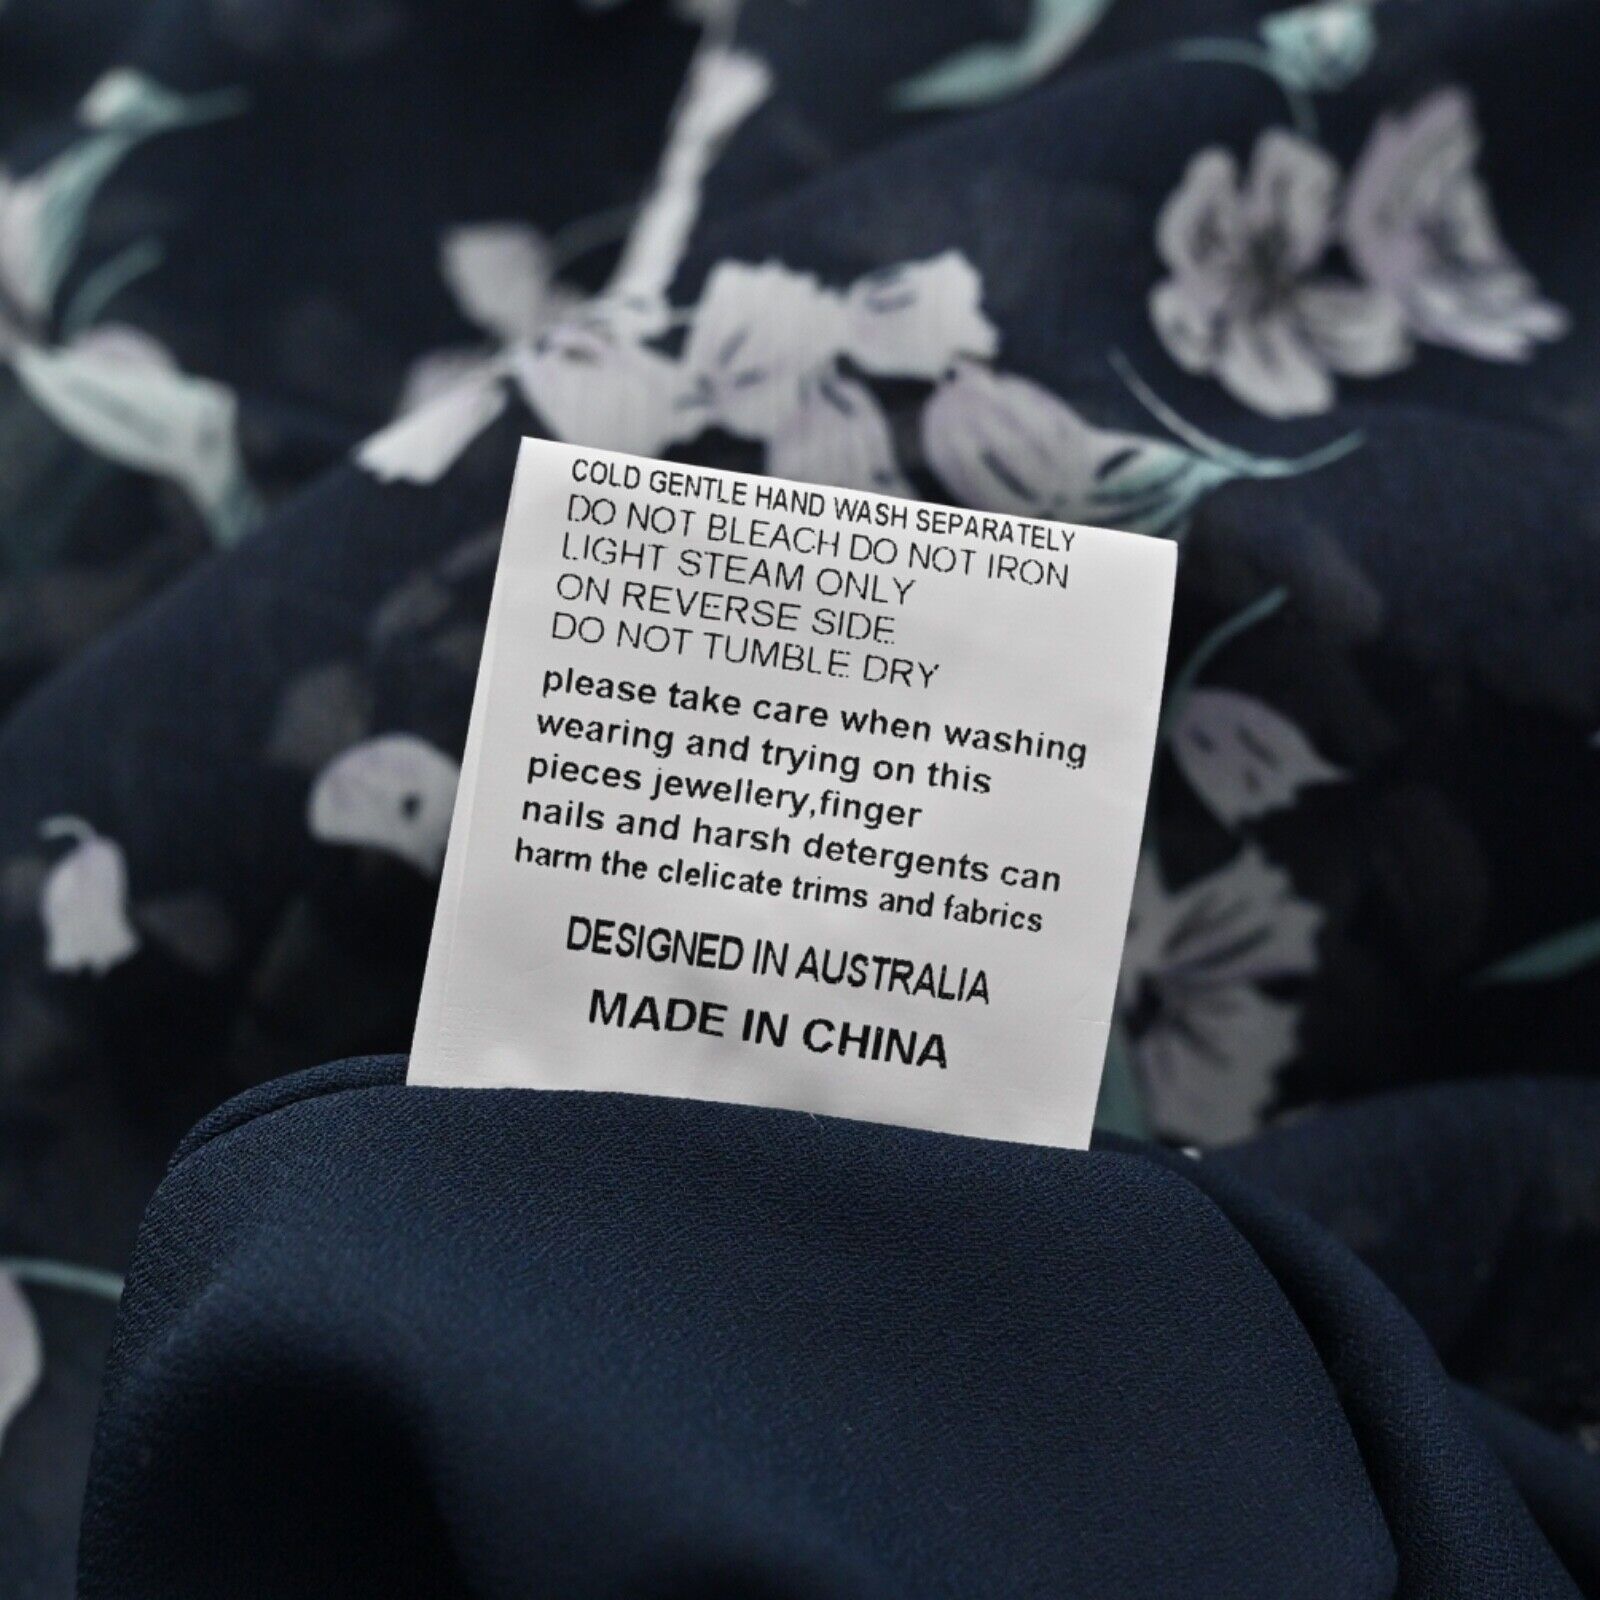 COLD GENTLE HAND WASH SEPARATELY
DO NOT BLEACH DO NOT IRON
LIGHT STEAM ONLY
ON REVERSE SIDE
DO NOT TUMBLE DRY
please take care when washing
wearing and trying on this
pieces jewellery,finger
nails and harsh detergents can
harm the clelicate trims and fabrics
DESIGNED IN AUSTRALIA
MADE IN CHINA